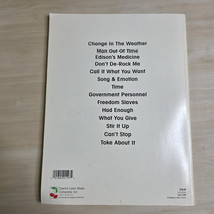 Change In The Weather
Man Out Of Time
Edison's Medicine
Don't De-Rock Me
Call It What You Want
Song & Emotion
Time
Government Personnel
Freedom Slaves
Had Enough
What You Give
Stir It Up
Can't Stop
Take About It